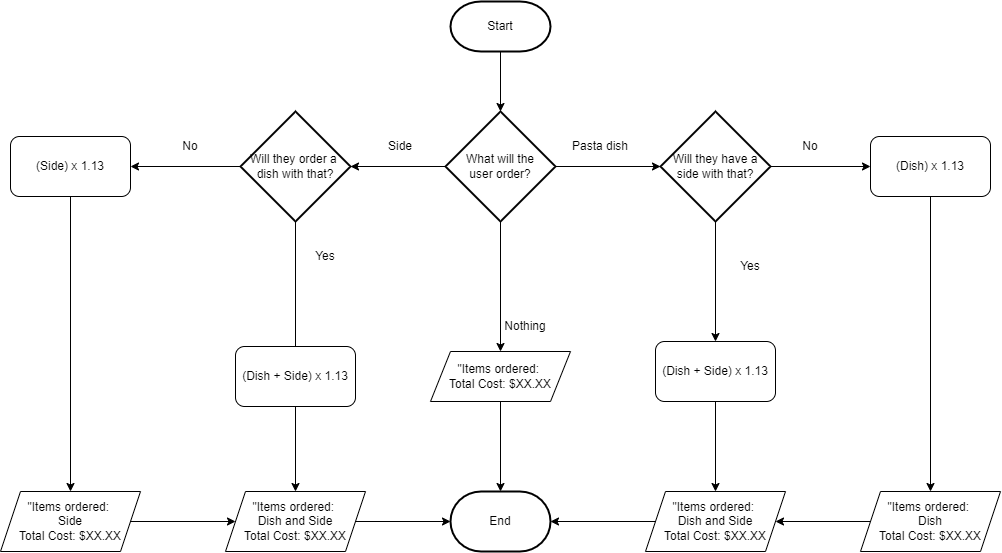 Start
No
Side
Pasta dish
No
(Side) x 1.13
Will they order a
dish with that?
What will the
user order?
Will they have a
side with that?
(Dish) x 1.13
Yes
Yes
Nothing
(Dish + Side) x 1.13
"Items ordered:
Total Cost: $XX.XX
(Dish + Side) x 1.13
"Items ordered:
Side
Total Cost: $XX.XX
"Items ordered:
Dish and Side
Total Cost: $XX.XX
End
"Items ordered:
Dish and Side
Total Cost: $XX.XX
"Items ordered:
Dish
Total Cost: $XX.XX